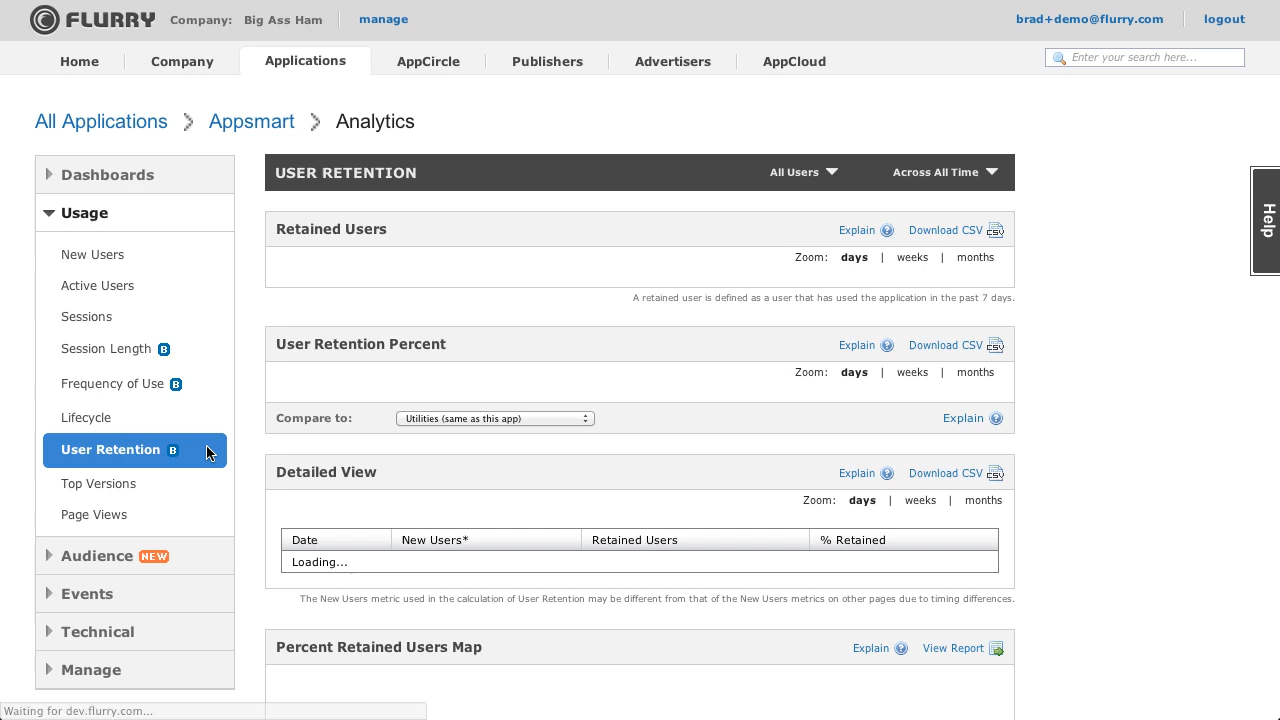 FLURRY Company: Big Ass Ham manage brad+demo@flurry.com logout
Home Company Applications AppCircle Publishers Advertisers AppCloud Enter your search here...
All Applications Appsmart Analytics
Dashboards
Usage
New Users
Active Users
Sessions
Session Length B
Frequency of Use B
Lifecycle
User Retention B
Top Versions
Page Views
Audience NEW
Events
Technical
Manage
USER RETENTION All Users Across All Time
Retained Users Explain ? Download CSV CSV
Zoom: days | weeks | months
A retained user is defined as a user that has used the application in the past 7 days.
User Retention Percent Explain ? Download CSV CSV
Zoom: days | weeks | months
Compare to: Utilities (same as this app) Explain ?
Detailed View Explain ? Download CSV CSV
Zoom: days | weeks | months
Date New Users* Retained Users % Retained
Loading...
The New Users metric used in the calculation of User Retention may be different from that of the New Users metrics on other pages due to timing differences.
Percent Retained Users Map Explain ? View Report
Help
Waiting for dev.flurry.com...